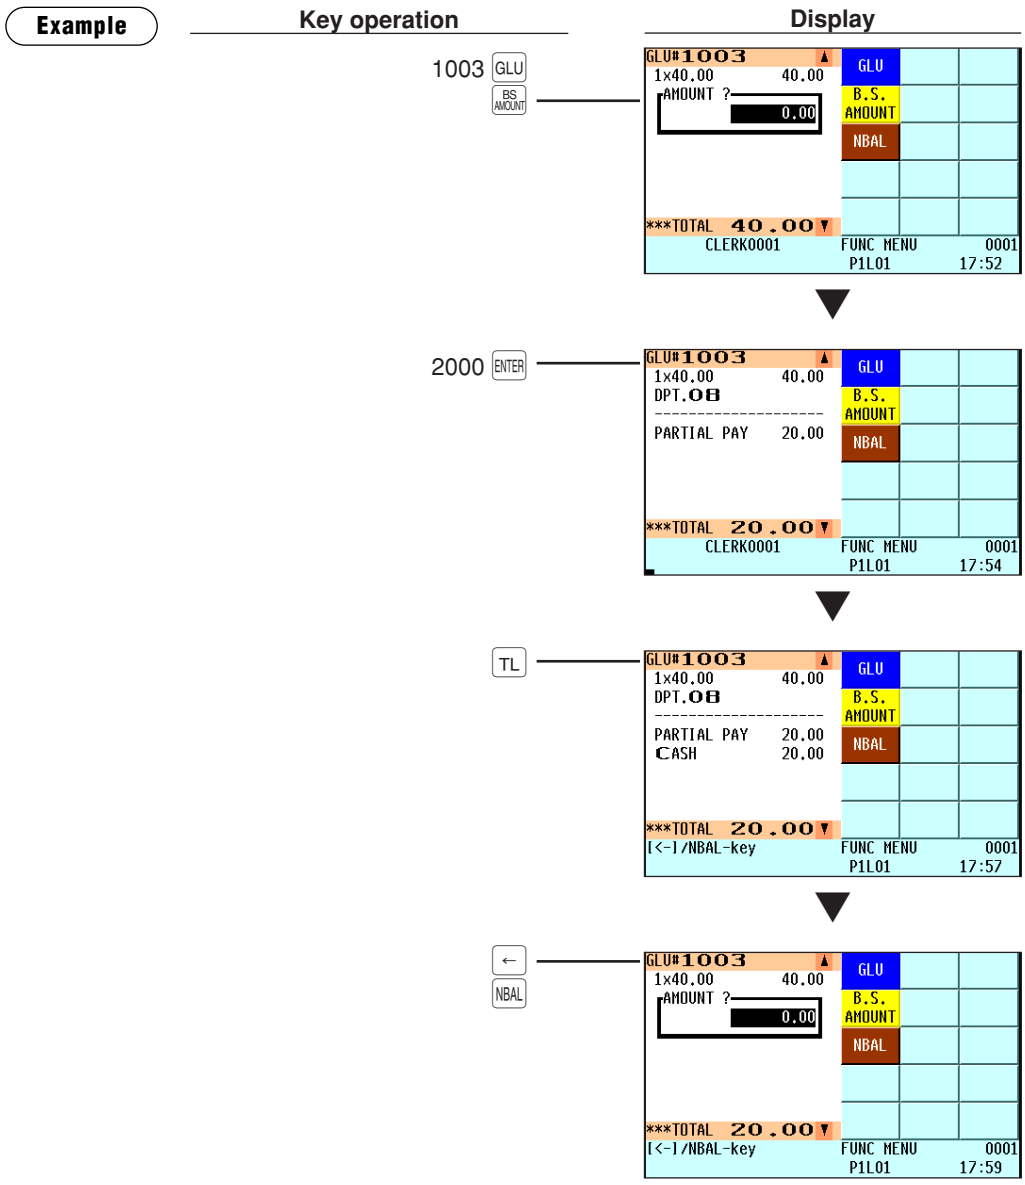 Example
Key operation
Display
1003 GLU
BS
AMOUNT
GLU#1003 ▲
1x40.00 40.00
AMOUNT ?
0.00
***TOTAL 40.00 ▼
CLERK0001
GLU
B.S.
AMOUNT
NBAL
FUNC MENU 0001
P1L01 17:52
2000 ENTER
GLU#1003 ▲
1x40.00 40.00
DPT.08
--------------------
PARTIAL PAY 20.00
***TOTAL 20.00 ▼
CLERK0001
GLU
B.S.
AMOUNT
NBAL
FUNC MENU 0001
P1L01 17:54
TL
GLU#1003 ▲
1x40.00 40.00
DPT.08
--------------------
PARTIAL PAY 20.00
CASH 20.00
***TOTAL 20.00 ▼
[<-]/NBAL-key
GLU
B.S.
AMOUNT
NBAL
FUNC MENU 0001
P1L01 17:57
←
NBAL
GLU#1003 ▲
1x40.00 40.00
AMOUNT ?
0.00
***TOTAL 20.00 ▼
[<-]/NBAL-key
GLU
B.S.
AMOUNT
NBAL
FUNC MENU 0001
P1L01 17:59